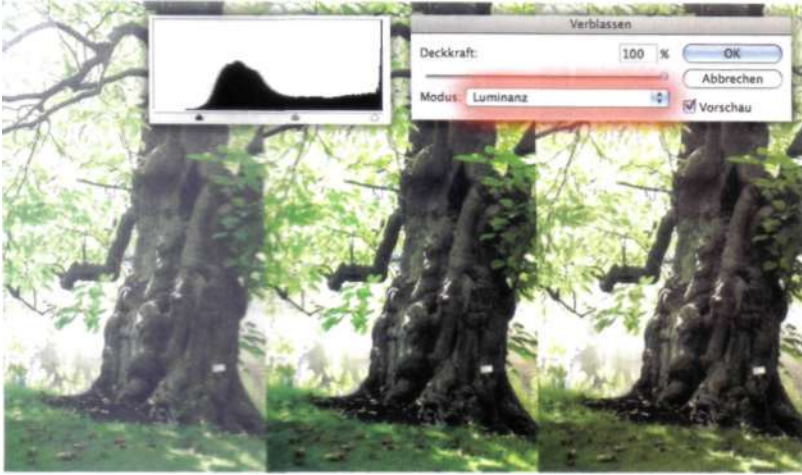 Verblassen
Deckkraft: 100 % OK
Abbrechen
Modus: Luminanz
Vorschau